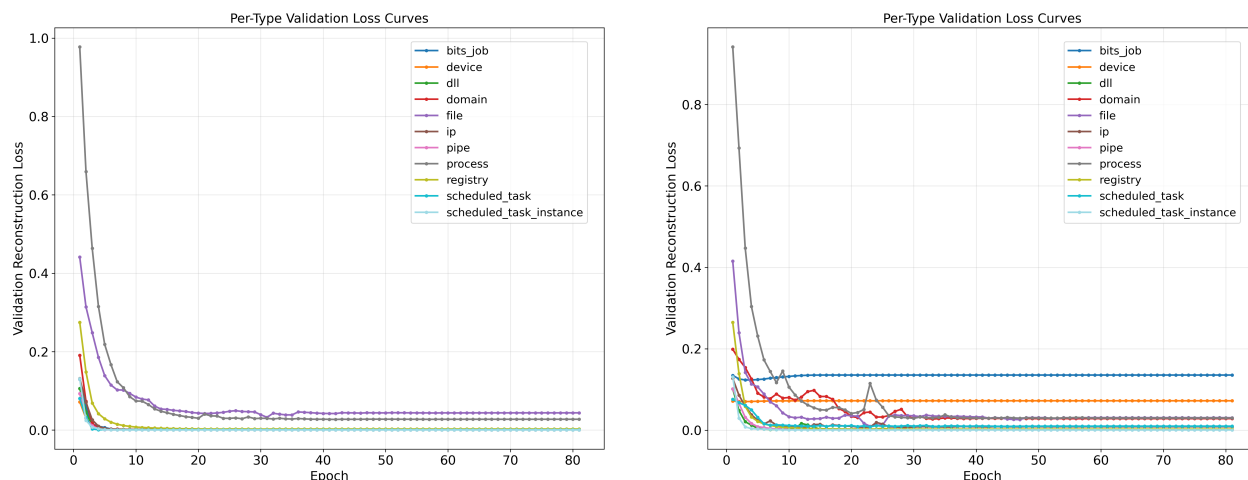 Per-Type Validation Loss Curves
Validation Reconstruction Loss
1.0
0.8
0.6
0.4
0.2
0.0
0 10 20 30 40 50 60 70 80
Epoch
bits_job
device
dll
domain
file
ip
pipe
process
registry
scheduled_task
scheduled_task_instance
Per-Type Validation Loss Curves
Validation Reconstruction Loss
0.8
0.6
0.4
0.2
0.0
0 10 20 30 40 50 60 70 80
Epoch
bits_job
device
dll
domain
file
ip
pipe
process
registry
scheduled_task
scheduled_task_instance